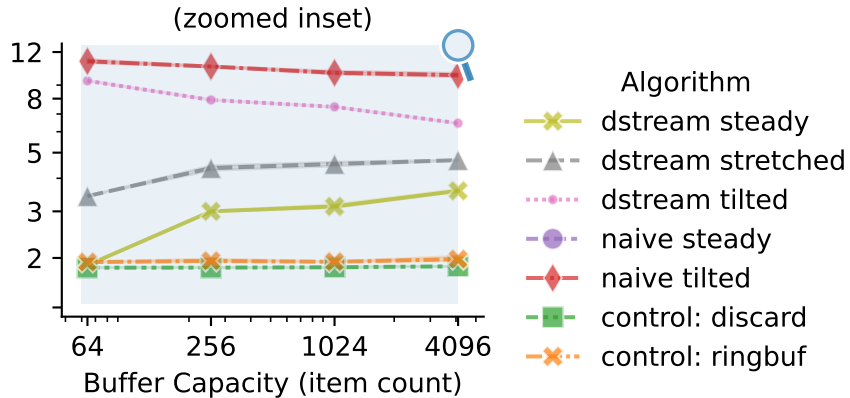 (zoomed inset)
12
8
5
3
2
64 256 1024 4096
Buffer Capacity (item count)
Algorithm
dstream steady
dstream stretched
dstream tilted
naive steady
naive tilted
control: discard
control: ringbuf